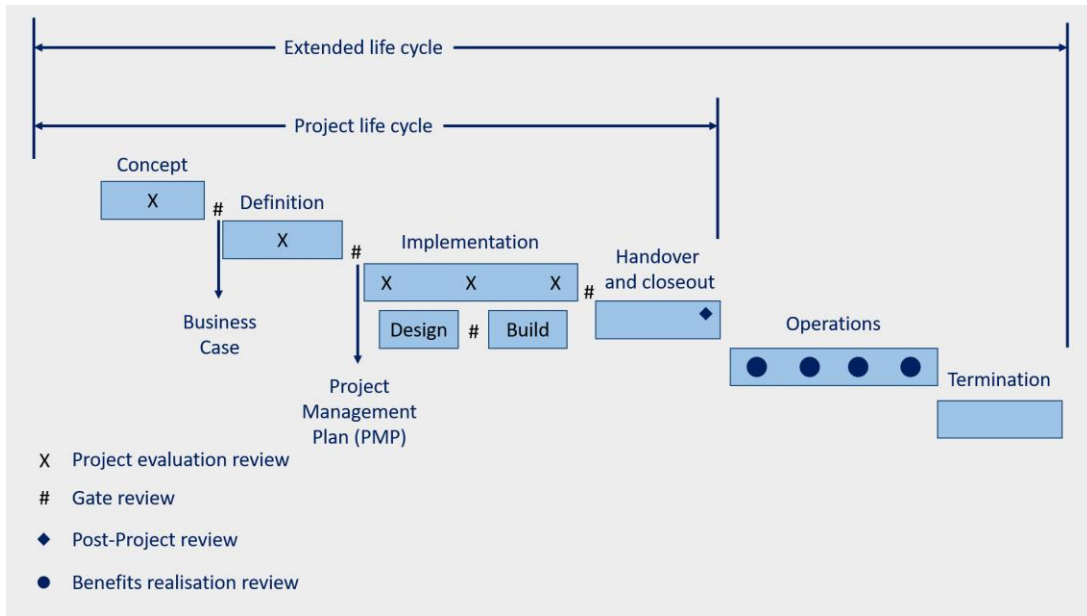 Extended life cycle
Project life cycle
Concept
X
#
Definition
X
#
Implementation
X X X
#
Design # Build
Handover
and closeout
Operations
Termination
Business
Case
Project
Management
Plan (PMP)
X Project evaluation review
# Gate review
Post-Project review
Benefits realisation review